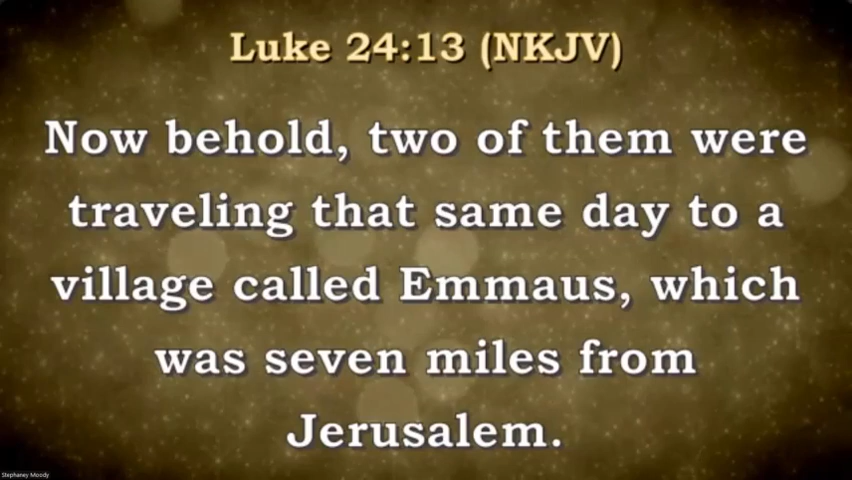 Luke 24:13 (NKJV)
Now behold, two of them were
traveling that same day to a
village called Emmaus, which
was seven miles from
Jerusalem.
Stephaney Moody